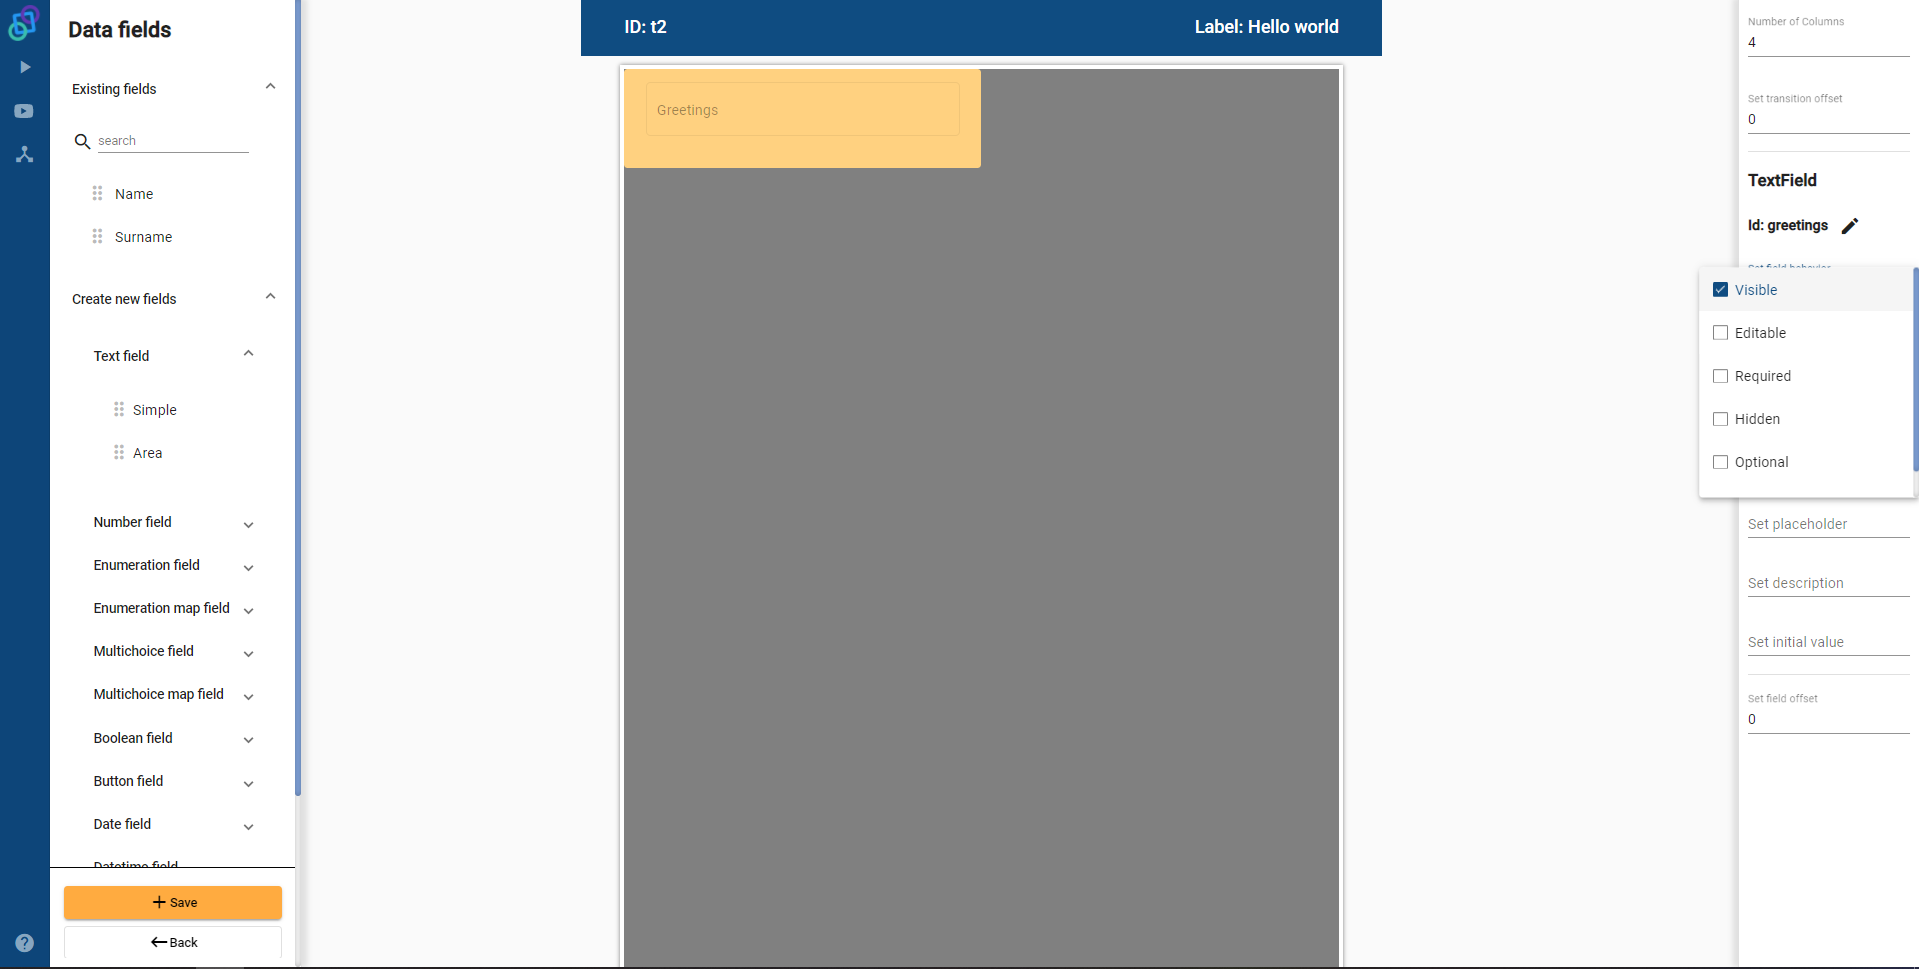 Data fields
Existing fields
search
Name
Surname
Create new fields
Text field
Simple
Area
Number field
Enumeration field
Enumeration map field
Multichoice field
Multichoice map field
Boolean field
Button field
Date field
Datetime field
Save
Back
ID: t2
Label: Hello world
Greetings
Number of Columns
4
Set transition offset
0
TextField
Id: greetings
Set field behavior
Visible
Editable
Required
Hidden
Optional
Set placeholder
Set description
Set initial value
Set field offset
0